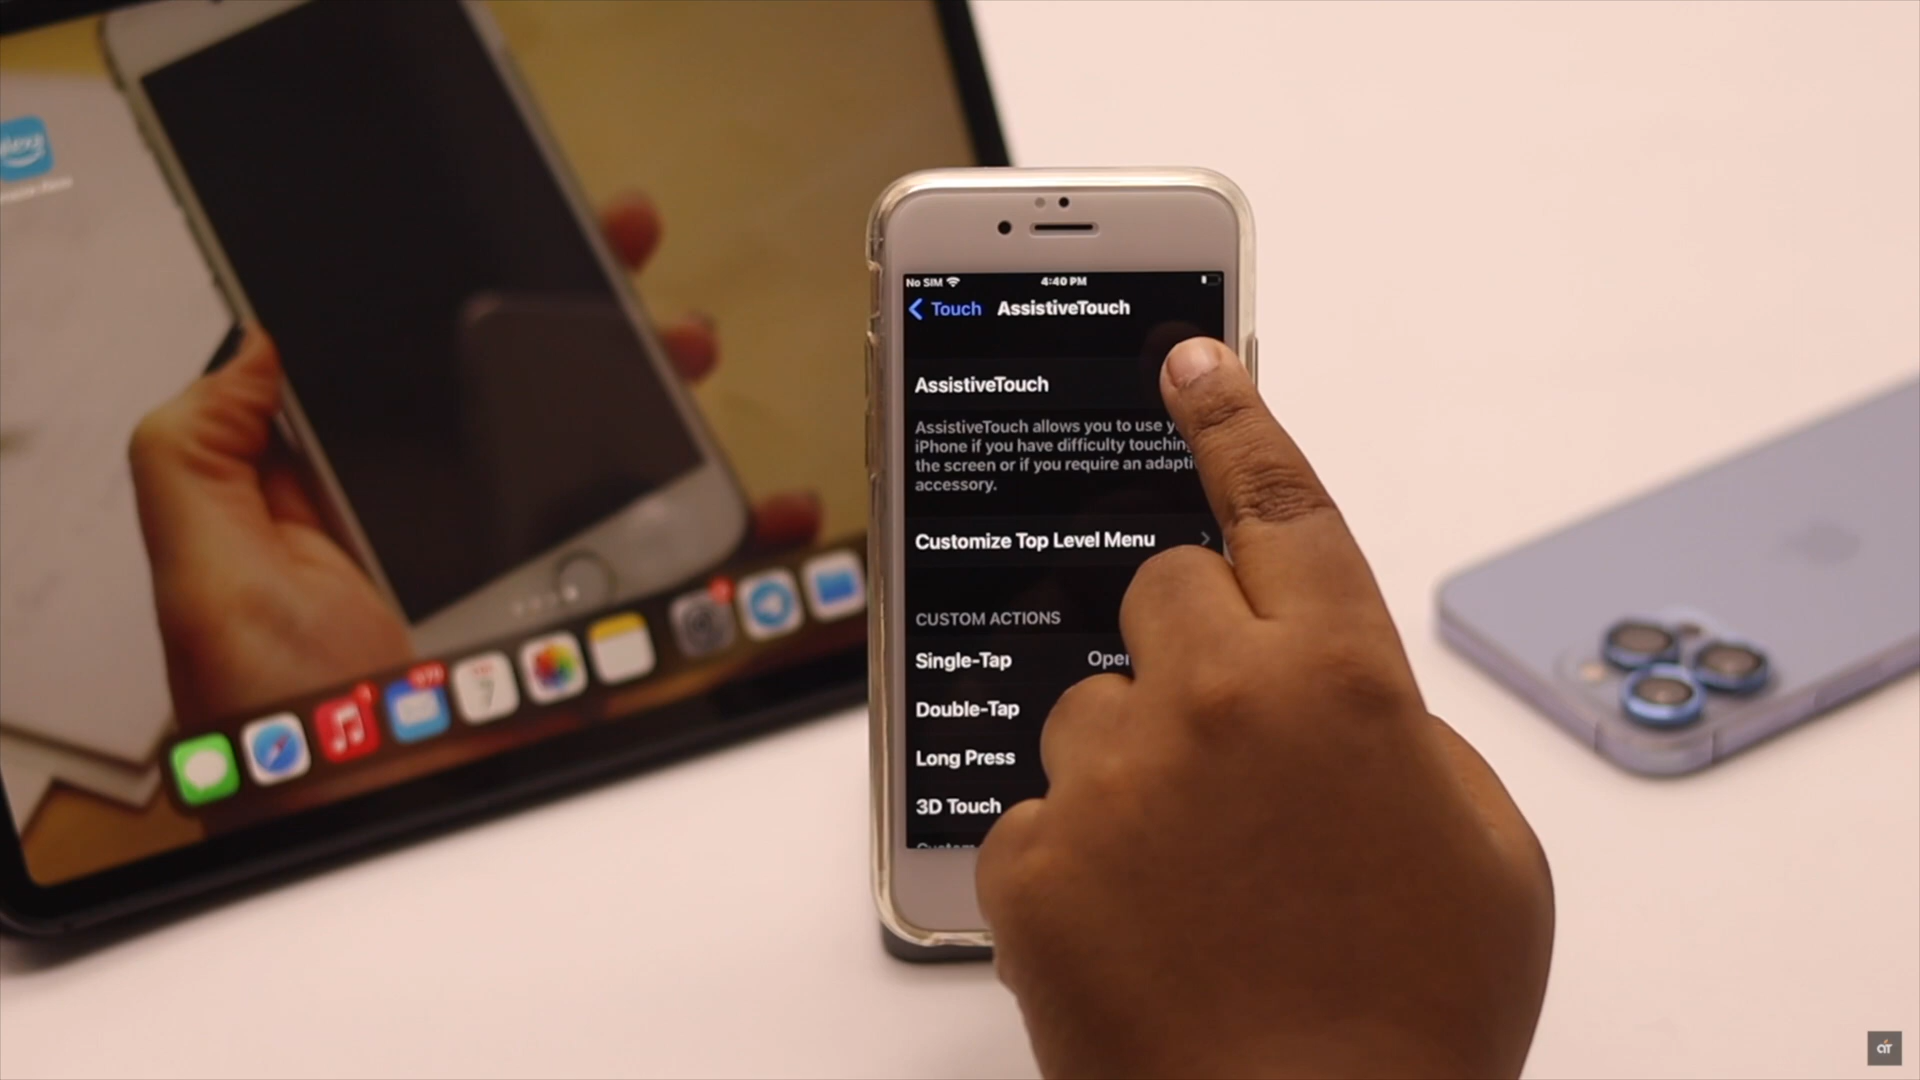 No SIM
4:40 PM
Touch
AssistiveTouch
AssistiveTouch
AssistiveTouch allows you to use
iPhone if you have difficulty touching
the screen or if you require an
accessory.
Customize Top Level Menu
CUSTOM ACTIONS
Single-Tap
Double-Tap
Long Press
3D Touch